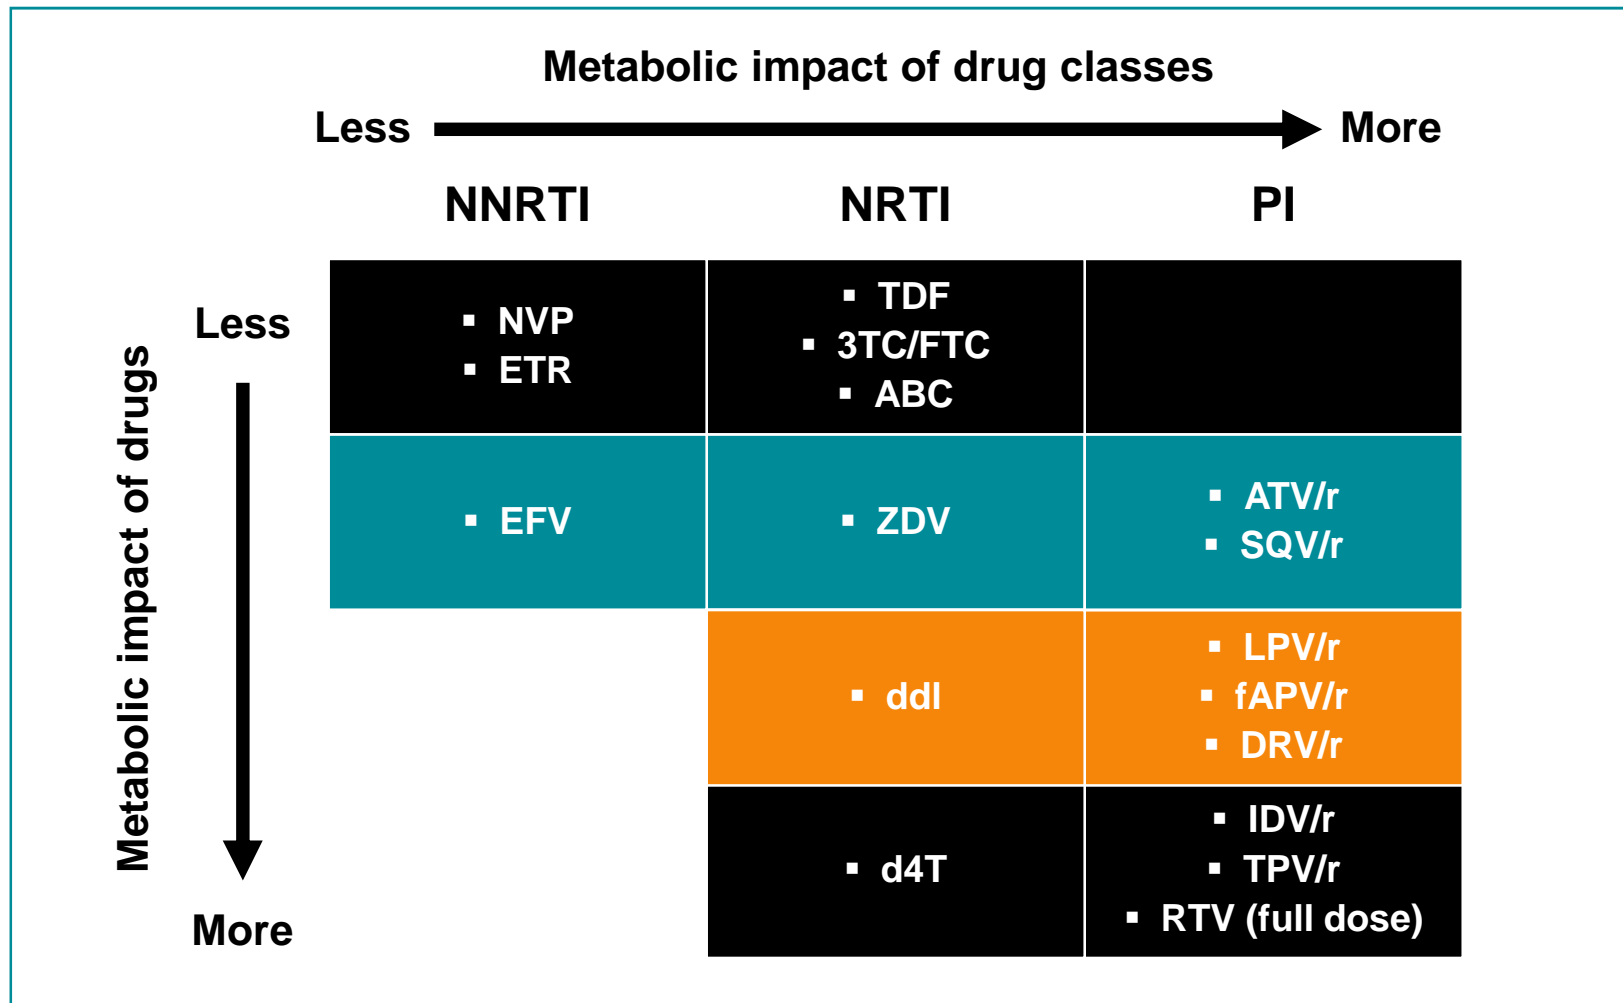 Metabolic impact of drug classes
Less
More
NNRTI
NRTI
PI
Metabolic impact of drugs
Less
More
▪ NVP
▪ ETR
▪ TDF
▪ 3TC/FTC
▪ ABC
▪ EFV
▪ ZDV
▪ ATV/r
▪ SQV/r
▪ ddI
▪ LPV/r
▪ fAPV/r
▪ DRV/r
▪ d4T
▪ IDV/r
▪ TPV/r
▪ RTV (full dose)